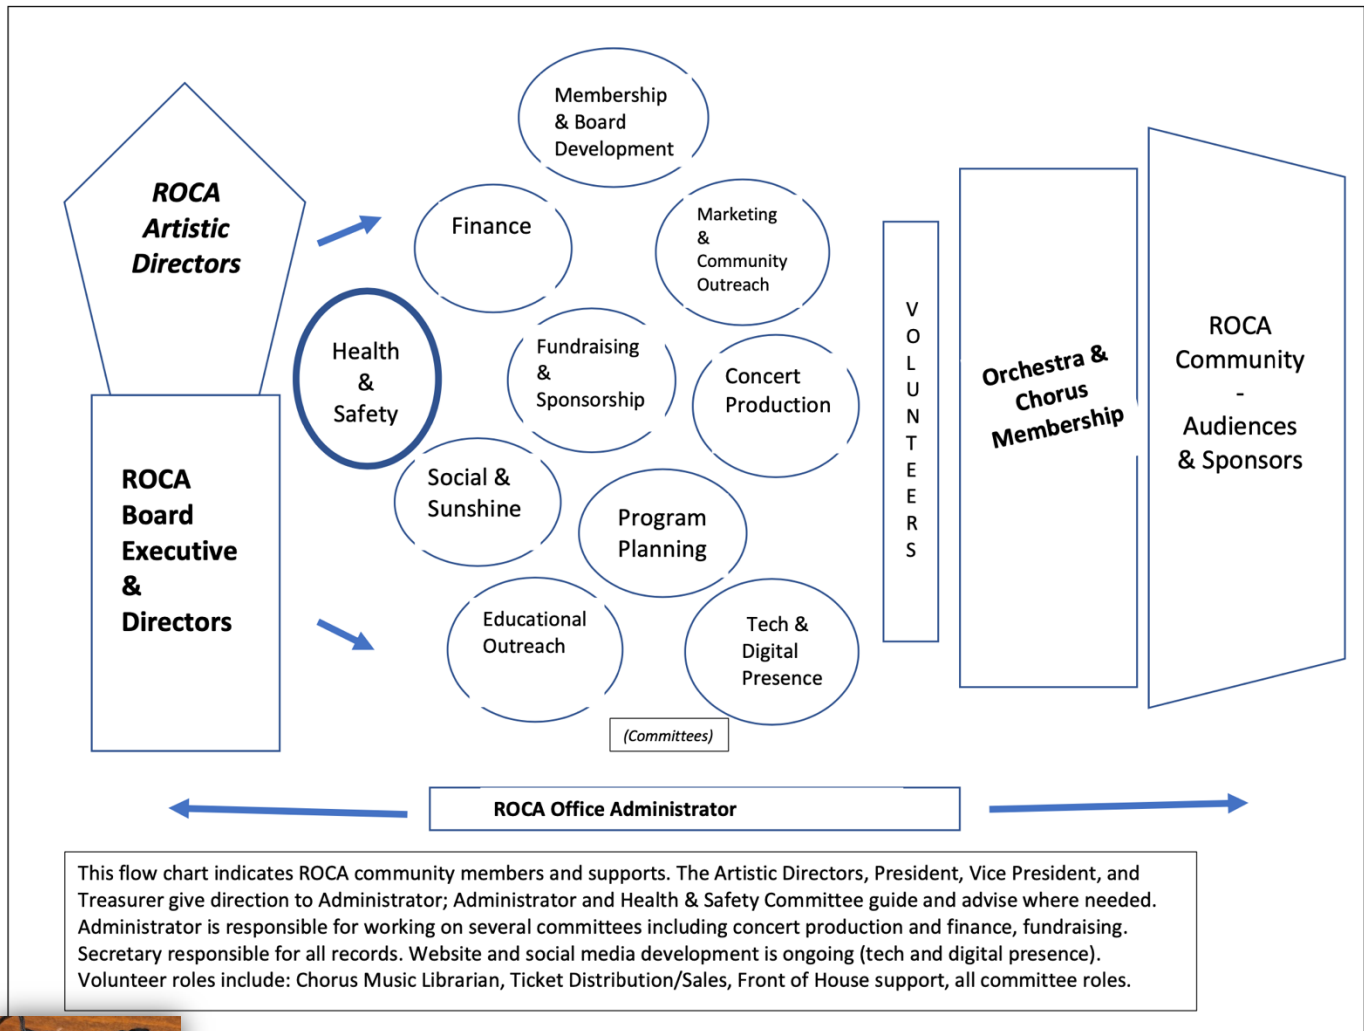 Membership
& Board
Development
ROCA
Artistic
Directors
Finance
Marketing
&
Community
Outreach
Health
&
Safety
Fundraising
&
Sponsorship
Concert
Production
V
O
L
U
N
T
E
E
R
S
Orchestra &
Chorus
Membership
ROCA
Community
-
Audiences
& Sponsors
ROCA
Board
Executive
&
Directors
Social &
Sunshine
Program
Planning
Educational
Outreach
Tech &
Digital
Presence
(Committees)
ROCA Office Administrator
This flow chart indicates ROCA community members and supports. The Artistic Directors, President, Vice President, and
Treasurer give direction to Administrator; Administrator and Health & Safety Committee guide and advise where needed.
Administrator is responsible for working on several committees including concert production and finance, fundraising.
Secretary responsible for all records. Website and social media development is ongoing (tech and digital presence).
Volunteer roles include: Chorus Music Librarian, Ticket Distribution/Sales, Front of House support, all committee roles.